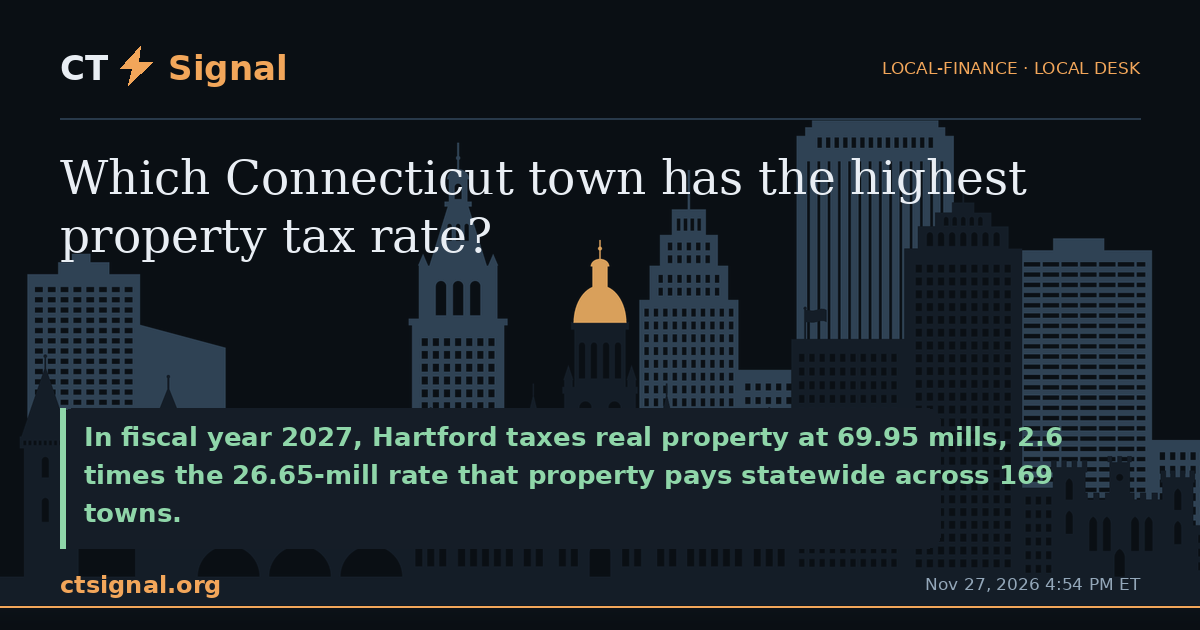 CT Signal
LOCAL-FINANCE · LOCAL DESK
Which Connecticut town has the highest
property tax rate?
In fiscal year 2027, Hartford taxes real property at 69.95 mills, 2.6
times the 26.65-mill rate that property pays statewide across 169
towns.
ctsignal.org
Nov 27, 2026 4:54 PM ET